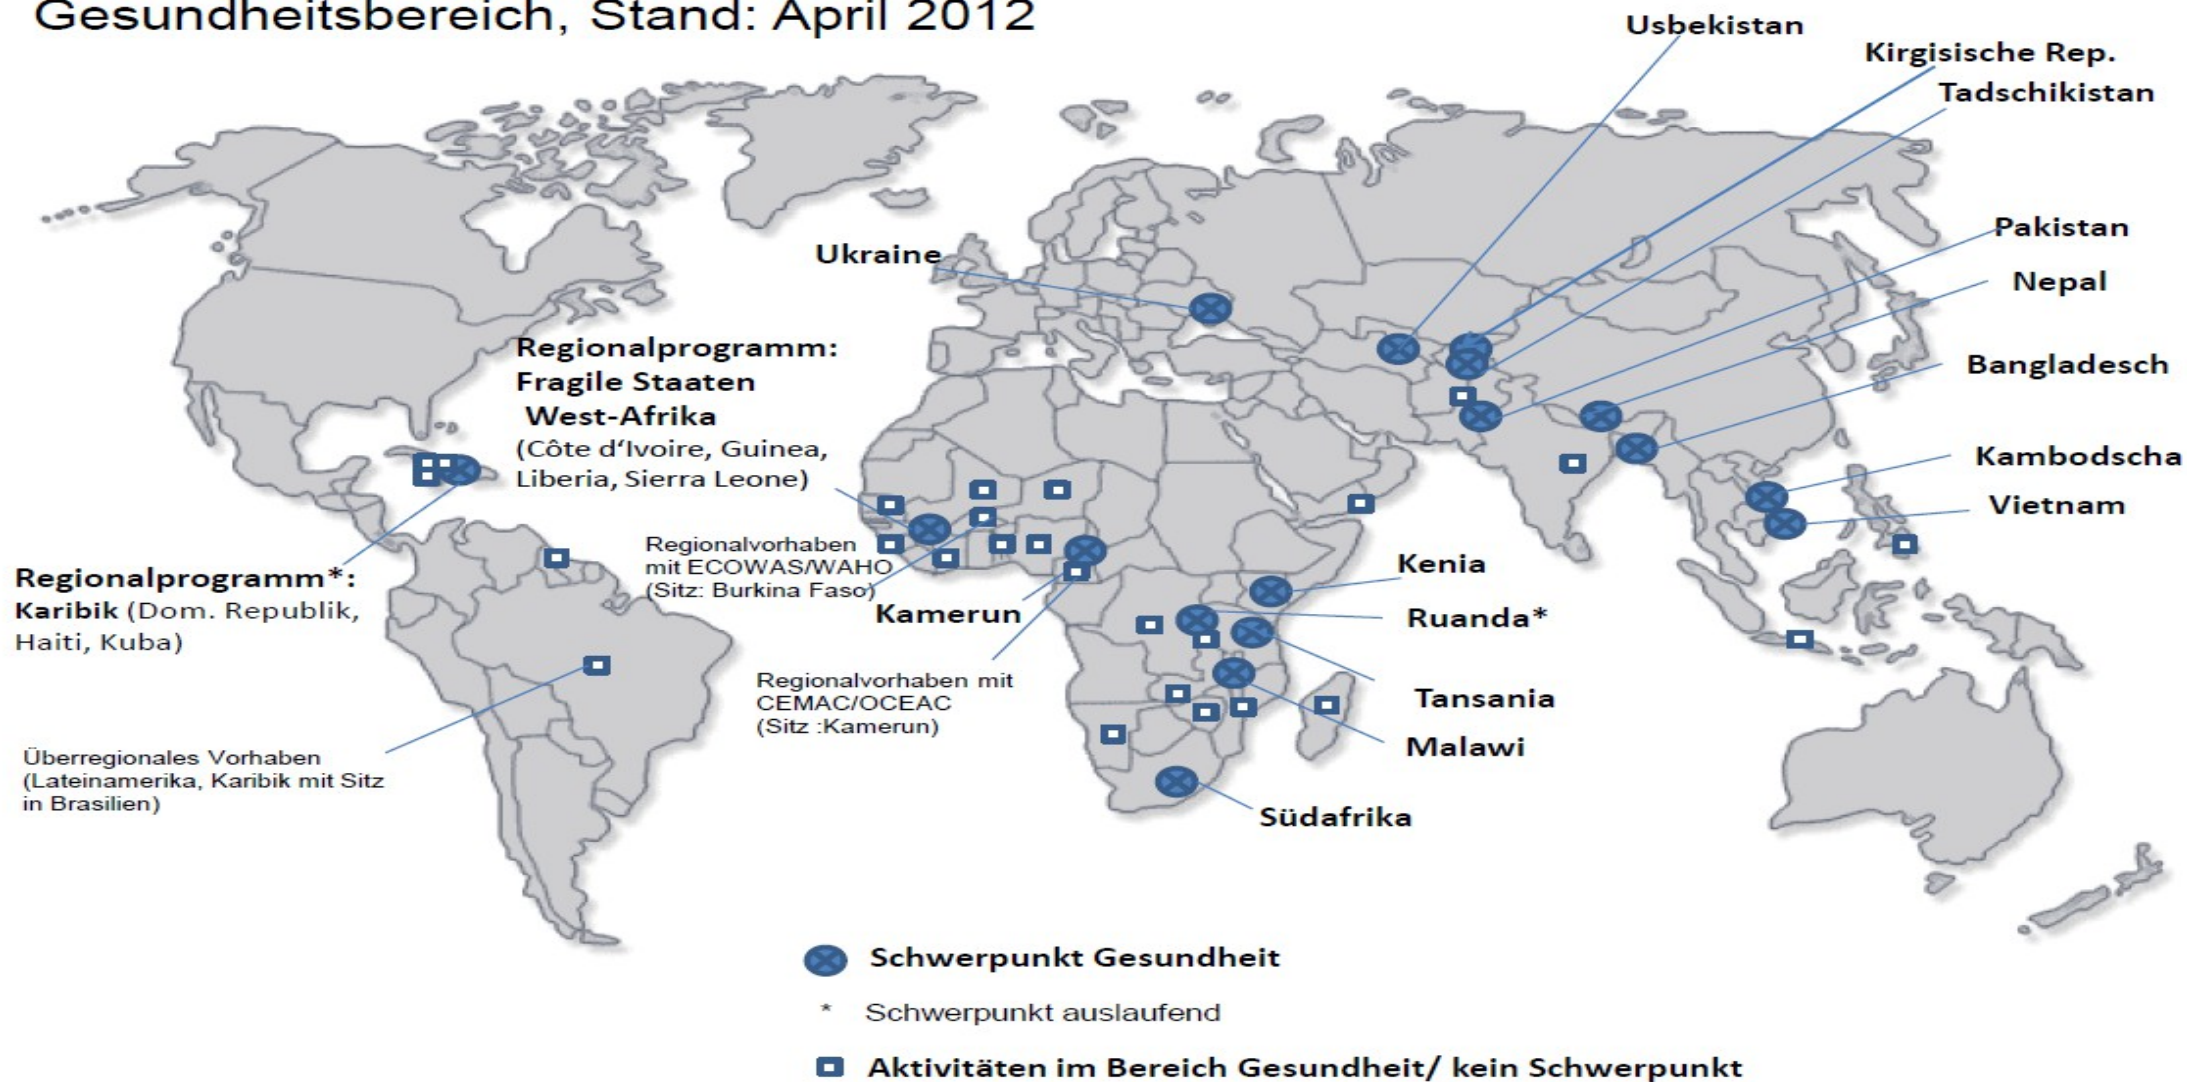 Gesundheitsbereich, Stand: April 2012
Usbekistan
Kirgisische Rep.
Tadschikistan
Pakistan
Nepal
Bangladesch
Kambodscha
Vietnam
Ukraine
Regionalprogramm:
Fragile Staaten
West-Afrika
(Côte d‘Ivoire, Guinea,
Liberia, Sierra Leone)
Regionalvorhaben
mit ECOWAS/WAHO
(Sitz: Burkina Faso)
Regionalprogramm*:
Karibik (Dom. Republik,
Haiti, Kuba)
Kamerun
Regionalvorhaben mit
CEMAC/OCEAC
(Sitz :Kamerun)
Überregionales Vorhaben
(Lateinamerika, Karibik mit Sitz
in Brasilien)
Kenia
Ruanda*
Tansania
Malawi
Südafrika
Schwerpunkt Gesundheit
* Schwerpunkt auslaufend
Aktivitäten im Bereich Gesundheit/ kein Schwerpunkt